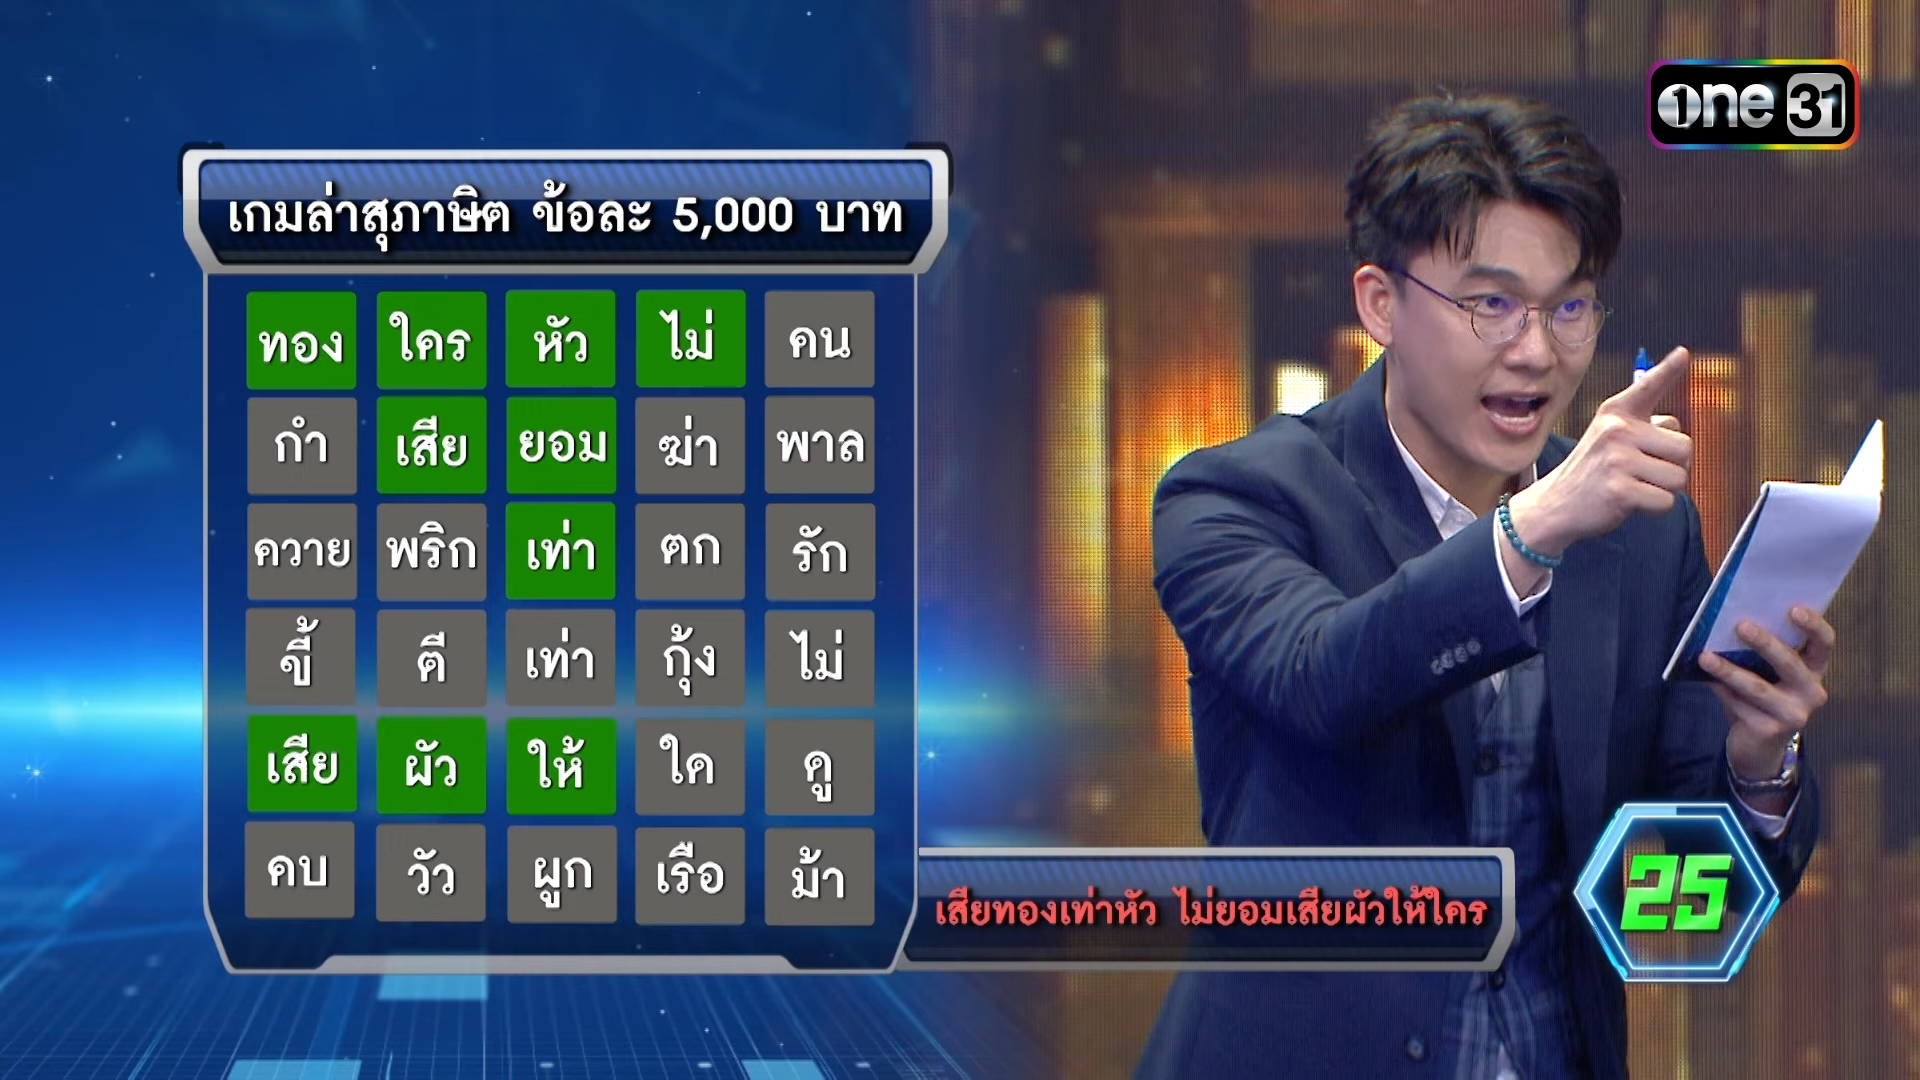 one 31
เกมล่าสุภาษิต ข้อละ 5,000 บาท
ทอง ใคร หัว ไม่ คน
กำ เสีย ยอม ฆ่า พาล
ควาย พริก เท่า ตก รัก
ขี้ ตี เท่า กุ้ง ไม่
เสีย ผัว ให้ ใค ดู
คบ วัว ผูก เรือ ม้า
เสียทองเท่าหัว ไม่ยอมเสียผัวให้ใคร
25